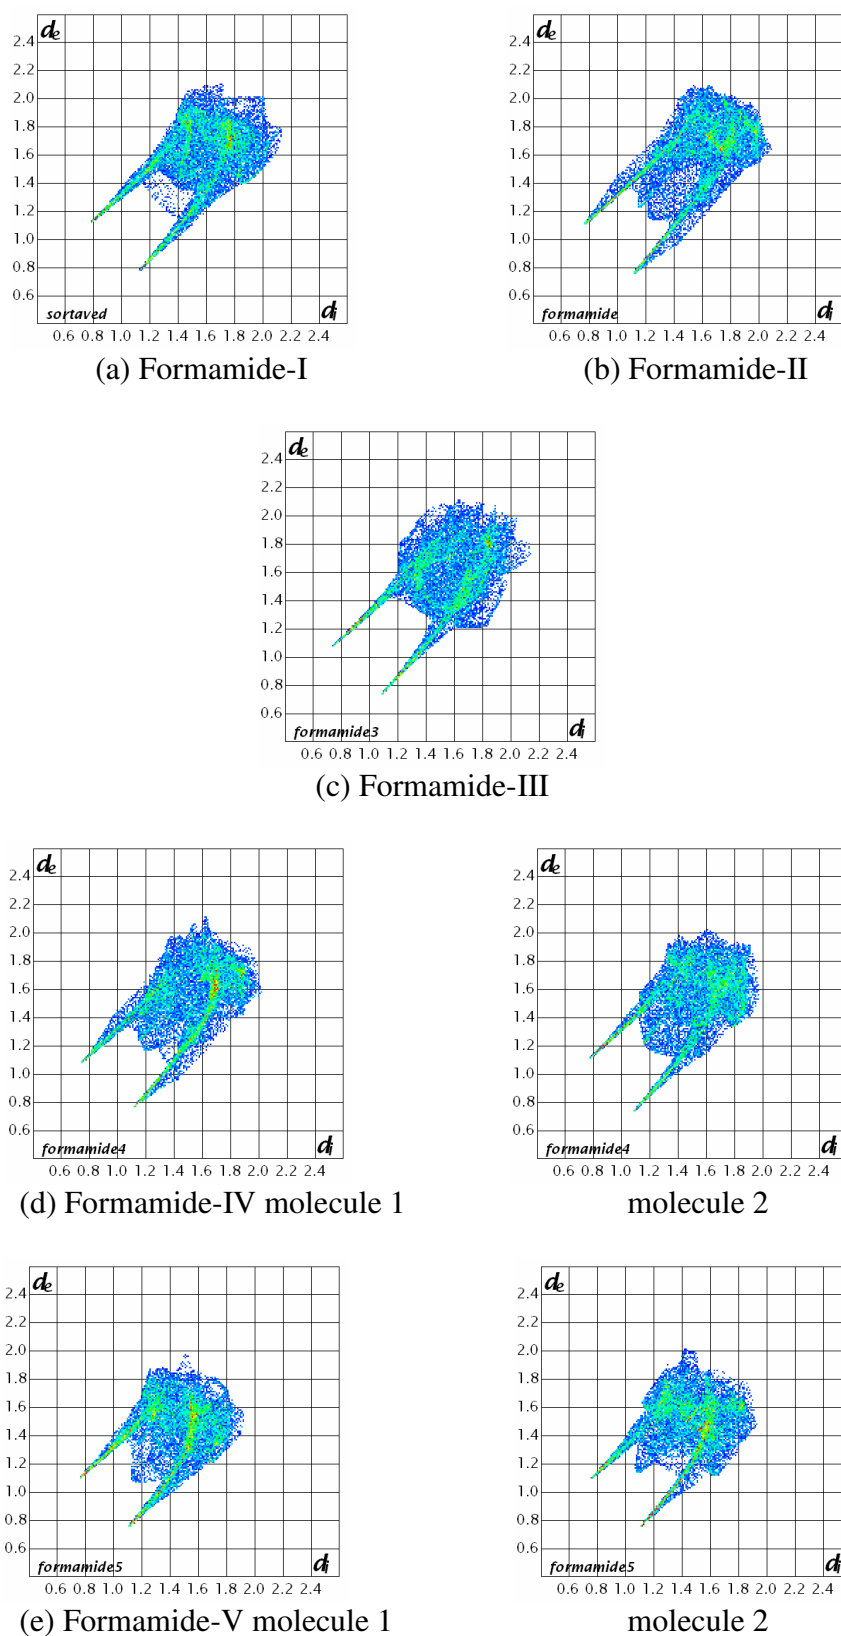 de de
2.4 2.4
2.2 2.2
2.0 2.0
1.8 1.8
1.6 1.6
1.4 1.4
1.2 1.2
1.0 1.0
0.8 0.8
0.6 0.6
sortaved di formamide di
0.6 0.8 1.0 1.2 1.4 1.6 1.8 2.0 2.2 2.4 0.6 0.8 1.0 1.2 1.4 1.6 1.8 2.0 2.2 2.4
(a) Formamide-I (b) Formamide-II
de
2.4
2.2
2.0
1.8
1.6
1.4
1.2
1.0
0.8
0.6
formamide3 di
0.6 0.8 1.0 1.2 1.4 1.6 1.8 2.0 2.2 2.4
(c) Formamide-III
de de
2.4 2.4
2.2 2.2
2.0 2.0
1.8 1.8
1.6 1.6
1.4 1.4
1.2 1.2
1.0 1.0
0.8 0.8
0.6 0.6
formamide4 di formamide4 di
0.6 0.8 1.0 1.2 1.4 1.6 1.8 2.0 2.2 2.4 0.6 0.8 1.0 1.2 1.4 1.6 1.8 2.0 2.2 2.4
(d) Formamide-IV molecule 1 molecule 2
de de
2.4 2.4
2.2 2.2
2.0 2.0
1.8 1.8
1.6 1.6
1.4 1.4
1.2 1.2
1.0 1.0
0.8 0.8
0.6 0.6
formamide5 di formamide5 di
0.6 0.8 1.0 1.2 1.4 1.6 1.8 2.0 2.2 2.4 0.6 0.8 1.0 1.2 1.4 1.6 1.8 2.0 2.2 2.4
(e) Formamide-V molecule 1 molecule 2